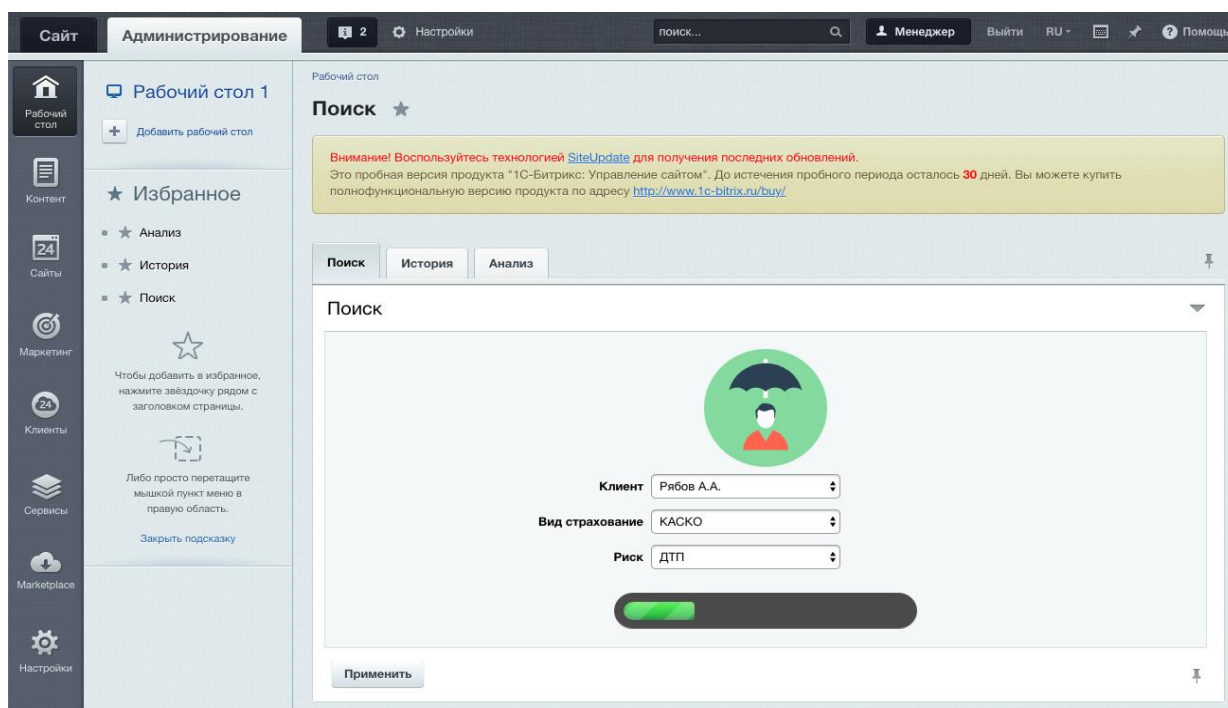 Сайт
Администрирование
2
Настройки
поиск...
Менеджер
Выйти
RU
Помощь
Рабочий
стол
Контент
24
Сайты
Маркетинг
24
Клиенты
Сервисы
Marketplace
Настройки
Рабочий стол 1
Добавить рабочий стол
Избранное
Анализ
История
Поиск
Чтобы добавить в избранное,
нажмите звёздочку рядом с
заголовком страницы.
Либо просто перетащите
мышкой пункт меню в
правую область.
Закрыть подсказку
Рабочий стол
Поиск
Внимание! Воспользуйтесь технологией SiteUpdate для получения последних обновлений.
Это пробная версия продукта "1С-Битрикс: Управление сайтом". До истечения пробного периода осталось 30 дней. Вы можете купить
полнофункциональную версию продукта по адресу http://www.1c-bitrix.ru/buy/
Поиск
История
Анализ
Поиск
Клиент Рябов А.А.
Вид страхование КАСКО
Риск ДТП
Применить